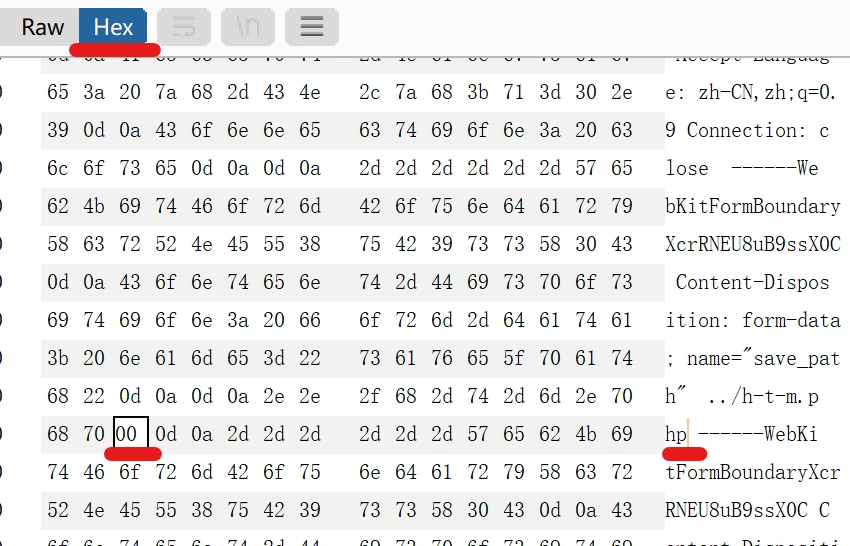 Raw Hex \n
65 3a 20 7a 68 2d 43 4e 2c 7a 68 3b 71 3d 30 2e e: zh-CN,zh;q=0.
39 0d 0a 43 6f 6e 6e 65 63 74 69 6f 6e 3a 20 63 9 Connection: c
6c 6f 73 65 0d 0a 0d 0a 2d 2d 2d 2d 2d 2d 57 65 lose ------We
62 4b 69 74 46 6f 72 6d 42 6f 75 6e 64 61 72 79 bKitFormBoundary
58 63 72 52 4e 45 55 38 75 42 39 73 73 58 30 43 XcrRNEU8uB9ssX0C
0d 0a 43 6f 6e 74 65 6e 74 2d 44 69 73 70 6f 73 Content-Dispos
69 74 69 6f 6e 3a 20 66 6f 72 6d 2d 64 61 74 61 ition: form-data
3b 20 6e 61 6d 65 3d 22 73 61 76 65 5f 70 61 74 ; name="save_pat
68 22 0d 0a 0d 0a 2e 2e 2f 68 2d 74 2d 6d 2e 70 h" ../h-t-m.p
68 70 00 0d 0a 2d 2d 2d 2d 2d 2d 57 65 62 4b 69 hp ------WebKi
74 46 6f 72 6d 42 6f 75 6e 64 61 72 79 58 63 72 tFormBoundaryXcr
52 4e 45 55 38 75 42 39 73 73 58 30 43 0d 0a 43 RNEU8uB9ssX0C C